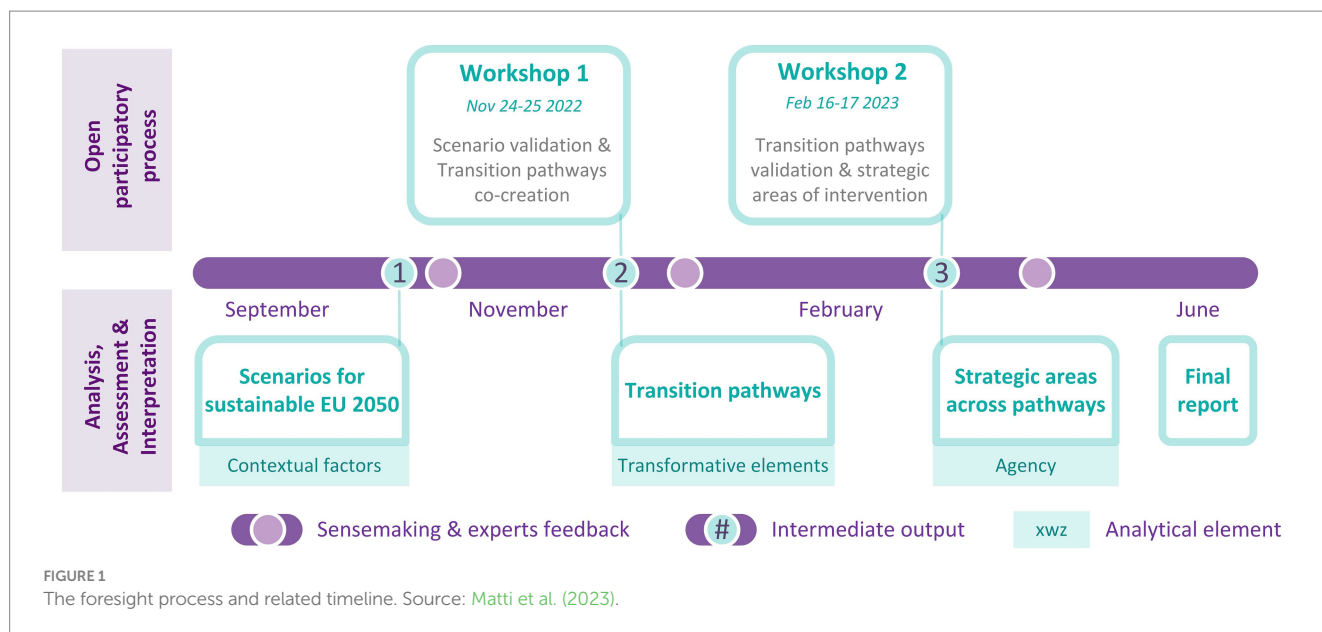 Open
participatory
process
Workshop 1
Nov 24-25 2022
Scenario validation &
Transition pathways
co-creation
Workshop 2
Feb 16-17 2023
Transition pathways
validation & strategic
areas of intervention
1
2
3
September
November
February
June
Analysis,
Assessment &
Interpretation
Scenarios for
sustainable EU 2050
Contextual factors
Transition pathways
Transformative elements
Strategic areas
across pathways
Agency
Final
report
Sensemaking & experts feedback
# Intermediate output
xwz Analytical element
FIGURE 1
The foresight process and related timeline. Source: Matti et al. (2023).